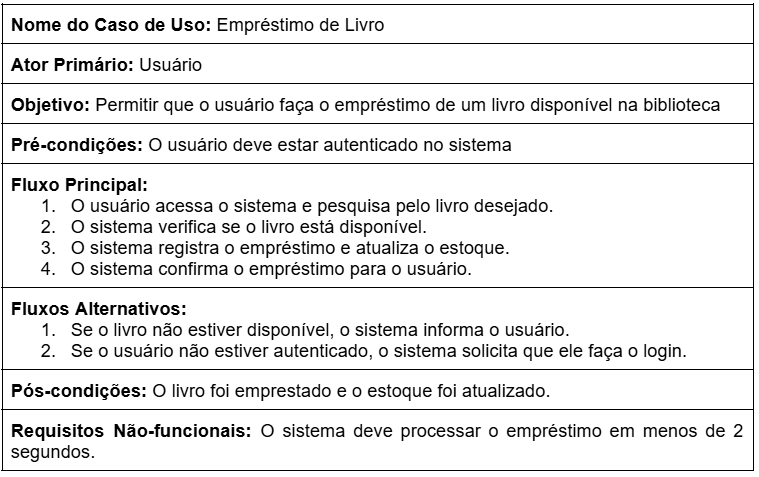 Nome do Caso de Uso: Empréstimo de Livro
Ator Primário: Usuário
Objetivo: Permitir que o usuário faça o empréstimo de um livro disponível na biblioteca
Pré-condições: O usuário deve estar autenticado no sistema
Fluxo Principal:
1. O usuário acessa o sistema e pesquisa pelo livro desejado.
2. O sistema verifica se o livro está disponível.
3. O sistema registra o empréstimo e atualiza o estoque.
4. O sistema confirma o empréstimo para o usuário.
Fluxos Alternativos:
1. Se o livro não estiver disponível, o sistema informa o usuário.
2. Se o usuário não estiver autenticado, o sistema solicita que ele faça o login.
Pós-condições: O livro foi emprestado e o estoque foi atualizado.
Requisitos Não-funcionais: O sistema deve processar o empréstimo em menos de 2
segundos.